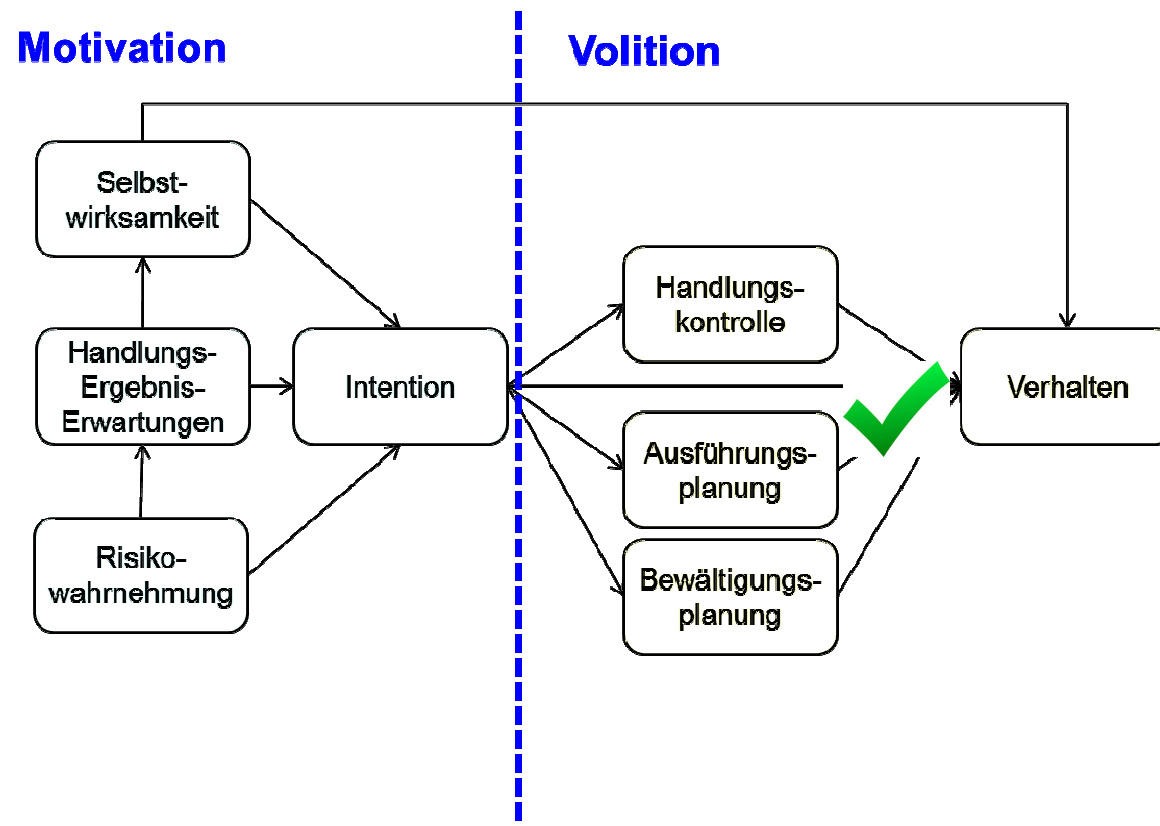 Motivation
Volition
Selbst-
wirksamkeit
Handlungs-
kontrolle
Handlungs-
Ergebnis-
Erwartungen
Intention
Verhalten
Ausführungs-
planung
Risiko-
wahrnehmung
Bewältigungs-
planung